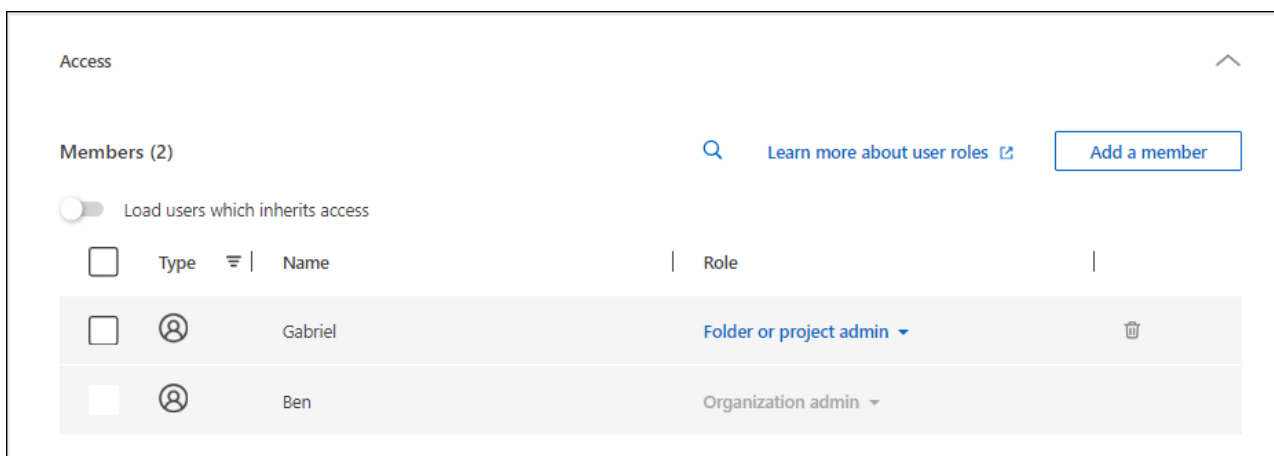 Access
Members (2)
Learn more about user roles
Add a member
Load users which inherits access
Type Name Role
Gabriel Folder or project admin
Ben Organization admin